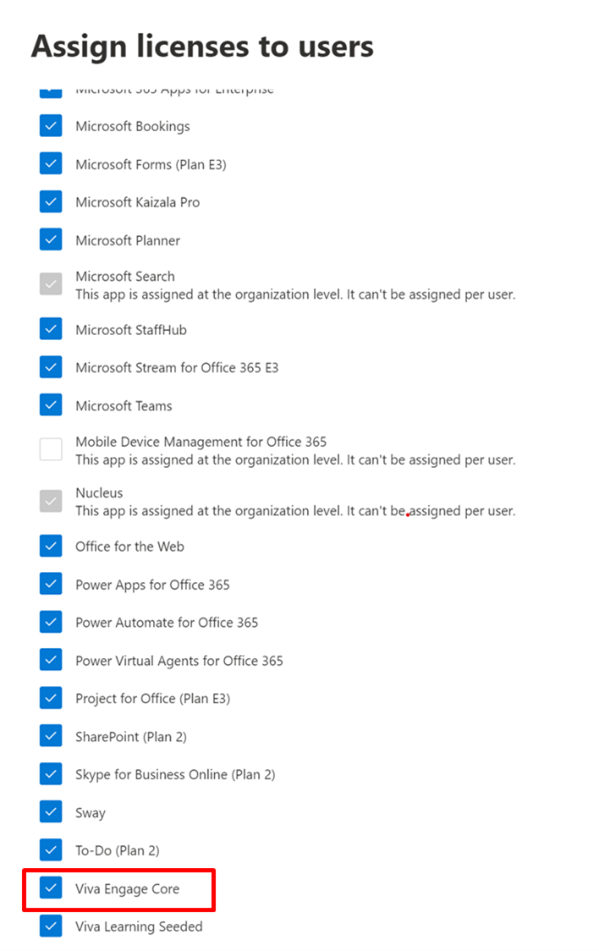 Assign licenses to users
Microsoft 365 Apps for Enterprise
Microsoft Bookings
Microsoft Forms (Plan E3)
Microsoft Kaizala Pro
Microsoft Planner
Microsoft Search
This app is assigned at the organization level. It can't be assigned per user.
Microsoft StaffHub
Microsoft Stream for Office 365 E3
Microsoft Teams
Mobile Device Management for Office 365
This app is assigned at the organization level. It can't be assigned per user.
Nucleus
This app is assigned at the organization level. It can't be assigned per user.
Office for the Web
Power Apps for Office 365
Power Automate for Office 365
Power Virtual Agents for Office 365
Project for Office (Plan E3)
SharePoint (Plan 2)
Skype for Business Online (Plan 2)
Sway
To-Do (Plan 2)
Viva Engage Core
Viva Learning Seeded